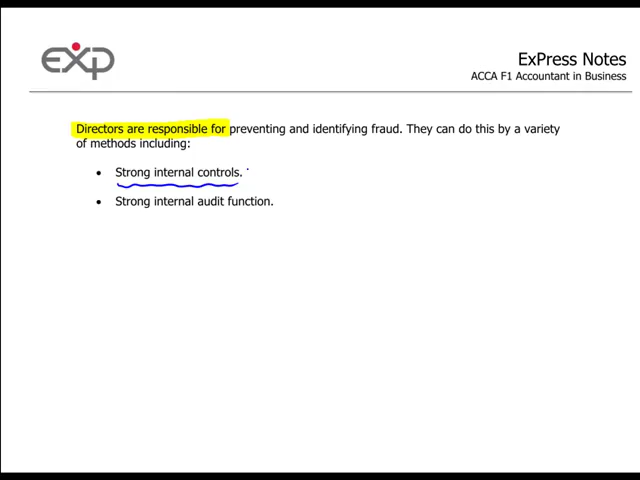 exp
ExPress Notes
ACCA F1 Accountant in Business
Directors are responsible for preventing and identifying fraud. They can do this by a variety
of methods including:
• Strong internal controls.
• Strong internal audit function.